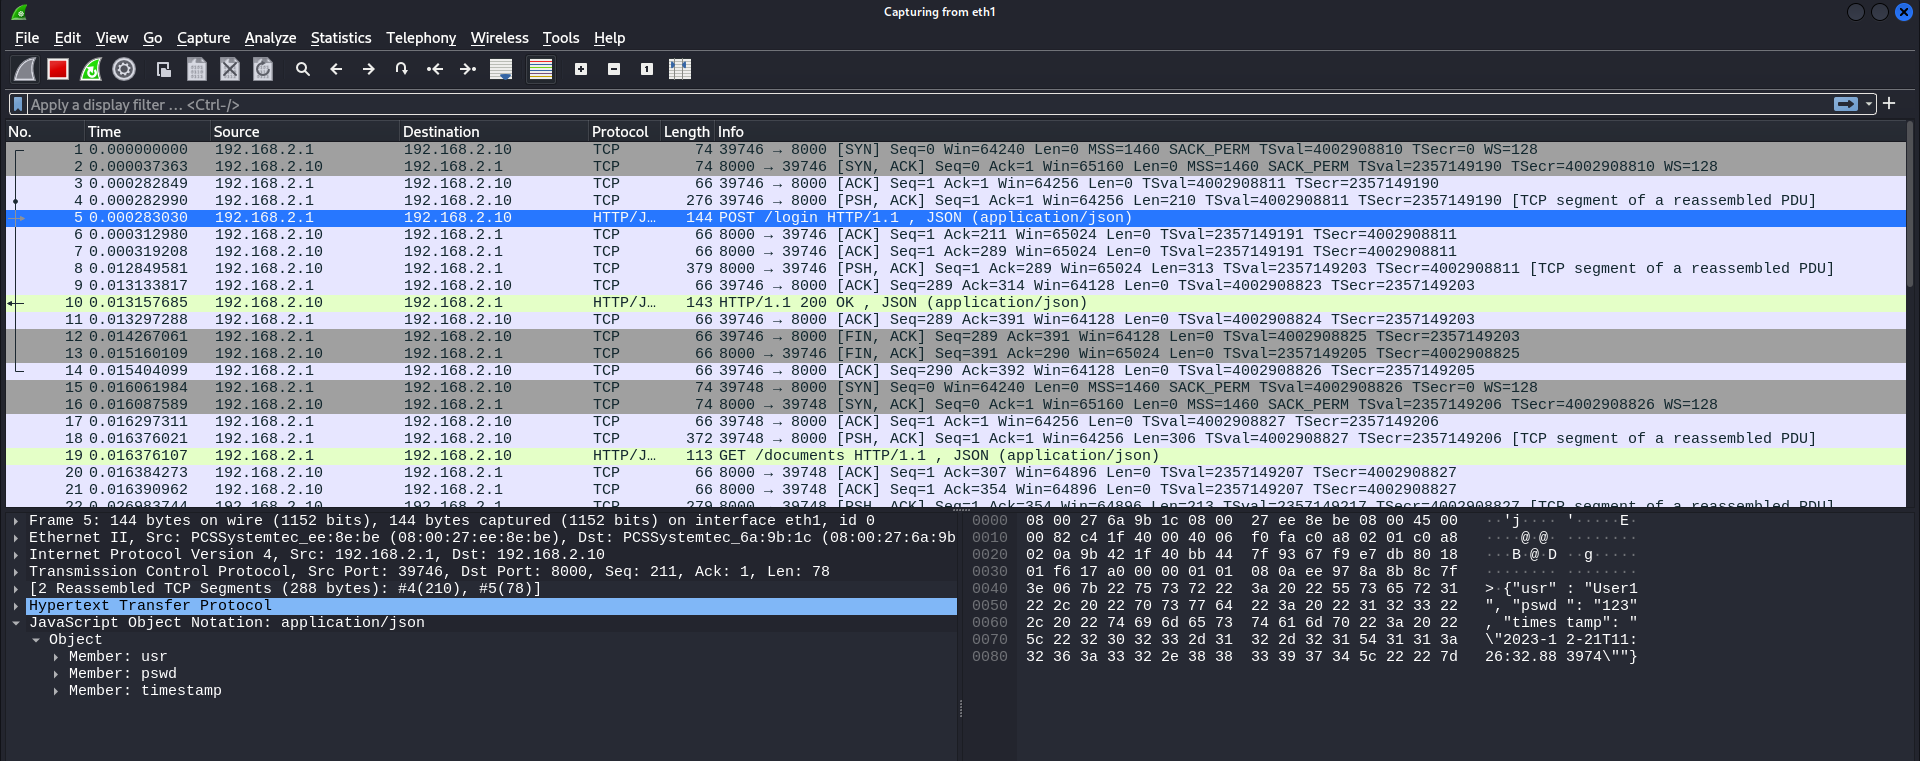 Capturing from eth1
File Edit View Go Capture Analyze Statistics Telephony Wireless Tools Help
Apply a display filter … <Ctrl-/>
No. Time Source Destination Protocol Length Info
1 0.000000000 192.168.2.1 192.168.2.10 TCP 74 39746 → 8000 [SYN] Seq=0 Win=64240 Len=0 MSS=1460 SACK_PERM TSval=4002908810 TSecr=0 WS=128
2 0.000037363 192.168.2.10 192.168.2.1 TCP 74 8000 → 39746 [SYN, ACK] Seq=0 Ack=1 Win=65160 Len=0 MSS=1460 SACK_PERM TSval=2357149190 TSecr=4002908810 WS=128
3 0.000282849 192.168.2.1 192.168.2.10 TCP 66 39746 → 8000 [ACK] Seq=1 Ack=1 Win=64256 Len=0 TSval=4002908811 TSecr=2357149190
4 0.000282990 192.168.2.1 192.168.2.10 TCP 276 39746 → 8000 [PSH, ACK] Seq=1 Ack=1 Win=64256 Len=210 TSval=4002908811 TSecr=2357149190 [TCP segment of a reassembled PDU]
5 0.000283030 192.168.2.1 192.168.2.10 HTTP/J… 144 POST /login HTTP/1.1 , JSON (application/json)
6 0.000312980 192.168.2.10 192.168.2.1 TCP 66 8000 → 39746 [ACK] Seq=1 Ack=211 Win=65024 Len=0 TSval=2357149191 TSecr=4002908811
7 0.000319208 192.168.2.10 192.168.2.1 TCP 66 8000 → 39746 [ACK] Seq=1 Ack=289 Win=65024 Len=0 TSval=2357149191 TSecr=4002908811
8 0.012849581 192.168.2.10 192.168.2.1 TCP 379 8000 → 39746 [PSH, ACK] Seq=1 Ack=289 Win=65024 Len=313 TSval=2357149203 TSecr=4002908811 [TCP segment of a reassembled PDU]
9 0.013133817 192.168.2.1 192.168.2.10 TCP 66 39746 → 8000 [ACK] Seq=289 Ack=314 Win=64128 Len=0 TSval=4002908823 TSecr=2357149203
10 0.013157685 192.168.2.10 192.168.2.1 HTTP/J… 143 HTTP/1.1 200 OK , JSON (application/json)
11 0.013297288 192.168.2.1 192.168.2.10 TCP 66 39746 → 8000 [ACK] Seq=289 Ack=391 Win=64128 Len=0 TSval=4002908824 TSecr=2357149203
12 0.014267061 192.168.2.1 192.168.2.10 TCP 66 39746 → 8000 [FIN, ACK] Seq=289 Ack=391 Win=64128 Len=0 TSval=4002908825 TSecr=2357149203
13 0.015160109 192.168.2.10 192.168.2.1 TCP 66 8000 → 39746 [FIN, ACK] Seq=391 Ack=290 Win=65024 Len=0 TSval=2357149205 TSecr=4002908825
14 0.015404099 192.168.2.1 192.168.2.10 TCP 66 39746 → 8000 [ACK] Seq=290 Ack=392 Win=64128 Len=0 TSval=4002908826 TSecr=2357149205
15 0.016061984 192.168.2.1 192.168.2.10 TCP 74 39748 → 8000 [SYN] Seq=0 Win=64240 Len=0 MSS=1460 SACK_PERM TSval=4002908826 TSecr=0 WS=128
16 0.016087589 192.168.2.10 192.168.2.1 TCP 74 8000 → 39748 [SYN, ACK] Seq=0 Ack=1 Win=65160 Len=0 MSS=1460 SACK_PERM TSval=2357149206 TSecr=4002908826 WS=128
17 0.016297311 192.168.2.1 192.168.2.10 TCP 66 39748 → 8000 [ACK] Seq=1 Ack=1 Win=64256 Len=0 TSval=4002908827 TSecr=2357149206
18 0.016376021 192.168.2.1 192.168.2.10 TCP 372 39748 → 8000 [PSH, ACK] Seq=1 Ack=1 Win=64256 Len=306 TSval=4002908827 TSecr=2357149206 [TCP segment of a reassembled PDU]
19 0.016376107 192.168.2.1 192.168.2.10 HTTP/J… 113 GET /documents HTTP/1.1 , JSON (application/json)
20 0.016384273 192.168.2.10 192.168.2.1 TCP 66 8000 → 39748 [ACK] Seq=1 Ack=307 Win=64896 Len=0 TSval=2357149207 TSecr=4002908827
21 0.016390962 192.168.2.10 192.168.2.1 TCP 66 8000 → 39748 [ACK] Seq=1 Ack=354 Win=64896 Len=0 TSval=2357149207 TSecr=4002908827
22 0.026983744 192.168.2.10 192.168.2.1 TCP 279 8000 → 39748 [PSH, ACK] Seq=1 Ack=354 Win=64896 Len=213 TSval=2357149217 TSecr=4002908827 [TCP segment of a reassembled PDU]
Frame 5: 144 bytes on wire (1152 bits), 144 bytes captured (1152 bits) on interface eth1, id 0
Ethernet II, Src: PCSSystemtec_ee:8e:be (08:00:27:ee:8e:be), Dst: PCSSystemtec_6a:9b:1c (08:00:27:6a:9b
Internet Protocol Version 4, Src: 192.168.2.1, Dst: 192.168.2.10
Transmission Control Protocol, Src Port: 39746, Dst Port: 8000, Seq: 211, Ack: 1, Len: 78
[2 Reassembled TCP Segments (288 bytes): #4(210), #5(78)]
Hypertext Transfer Protocol
JavaScript Object Notation: application/json
Object
Member: usr
Member: pswd
Member: timestamp
0000 08 00 27 6a 9b 1c 08 00 27 ee 8e be 08 00 45 00 ··'j···· '·····E·
0010 00 82 c4 1f 40 00 40 06 f0 fa c0 a8 02 01 c0 a8 ····@·@· ········
0020 02 0a 9b 42 1f 40 bb 44 7f 93 67 f9 e7 db 80 18 ···B·@·D ··g·····
0030 01 f6 17 a0 00 00 01 01 08 0a ee 97 8a 8b 8c 7f ········ ········
0040 3e 06 7b 22 75 73 72 22 3a 20 22 55 73 65 72 31 >·{"usr" : "User1
0050 22 2c 20 22 70 73 77 64 22 3a 20 22 31 32 33 22 ", "pswd ": "123"
0060 2c 20 22 74 69 6d 65 73 74 61 6d 70 22 3a 20 22 , "times tamp": "
0070 5c 22 32 30 32 33 2d 31 32 2d 32 31 54 31 31 3a \"2023-1 2-21T11:
0080 32 36 3a 33 32 2e 38 38 33 39 37 34 5c 22 22 7d 26:32.88 3974\""}